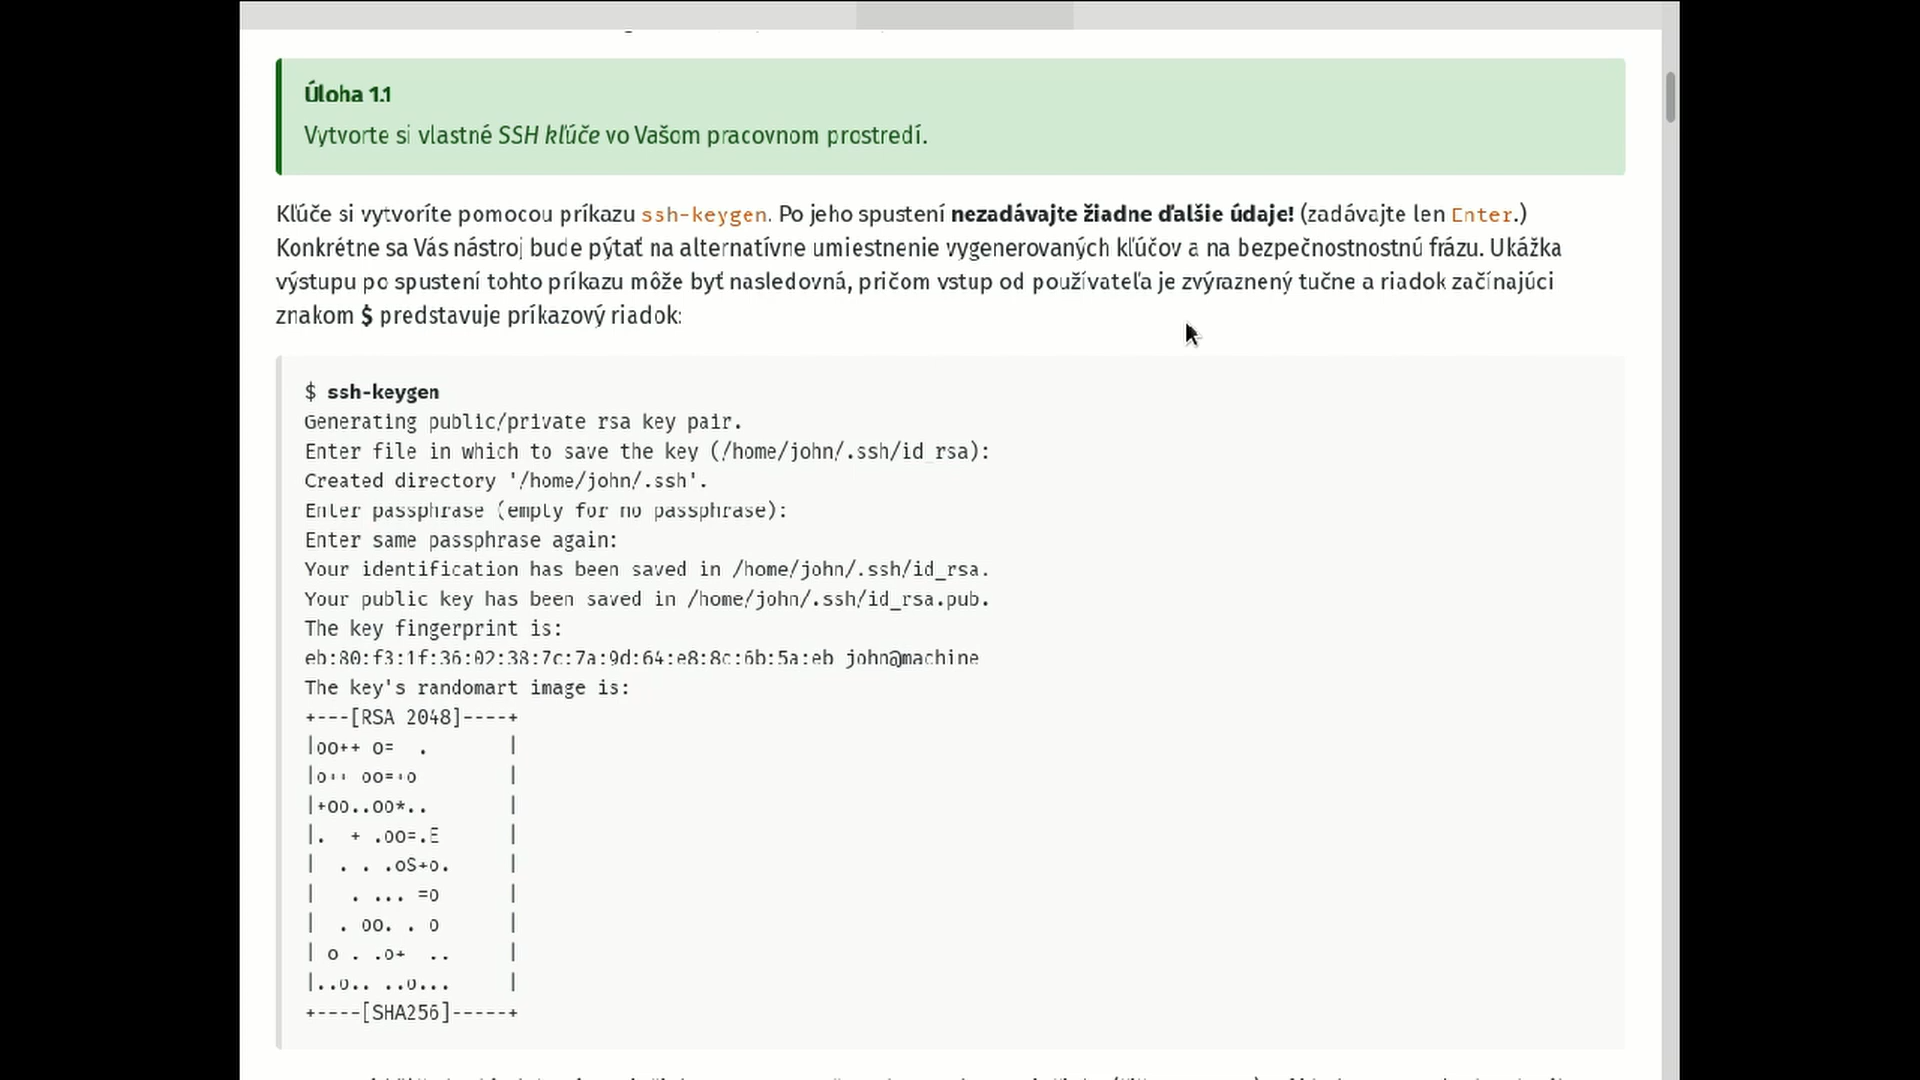 Úloha 1.1
Vytvorte si vlastné SSH kľúče vo Vašom pracovnom prostredí.
Kľúče si vytvoríte pomocou príkazu ssh-keygen. Po jeho spustení nezadávajte žiadne ďalšie údaje! (zadávajte len Enter.)
Konkrétne sa Vás nástroj bude pýtať na alternatívne umiestnenie vygenerovaných kľúčov a na bezpečnostnostnú frázu. Ukážka
výstupu po spustení tohto príkazu môže byť nasledovná, pričom vstup od používateľa je zvýraznený tučne a riadok začínajúci
znakom $ predstavuje príkazový riadok:
$ ssh-keygen
Generating public/private rsa key pair.
Enter file in which to save the key (/home/john/.ssh/id_rsa):
Created directory '/home/john/.ssh'.
Enter passphrase (empty for no passphrase):
Enter same passphrase again:
Your identification has been saved in /home/john/.ssh/id_rsa.
Your public key has been saved in /home/john/.ssh/id_rsa.pub.
The key fingerprint is:
eb:80:f3:1f:36:02:38:7c:7a:9d:64:e8:8c:6b:5a:eb john@machine
The key's randomart image is:
+---[RSA 2048]----+
|oo++ o=  .       |
|o++ oo=+o        |
|+oo..oo*..       |
|.  + .oo=.E      |
|  . . .oS+o.     |
|   . ... =o      |
|  . oo. . o      |
| o . .o+  ..     |
|..o.. ..o...     |
+----[SHA256]-----+